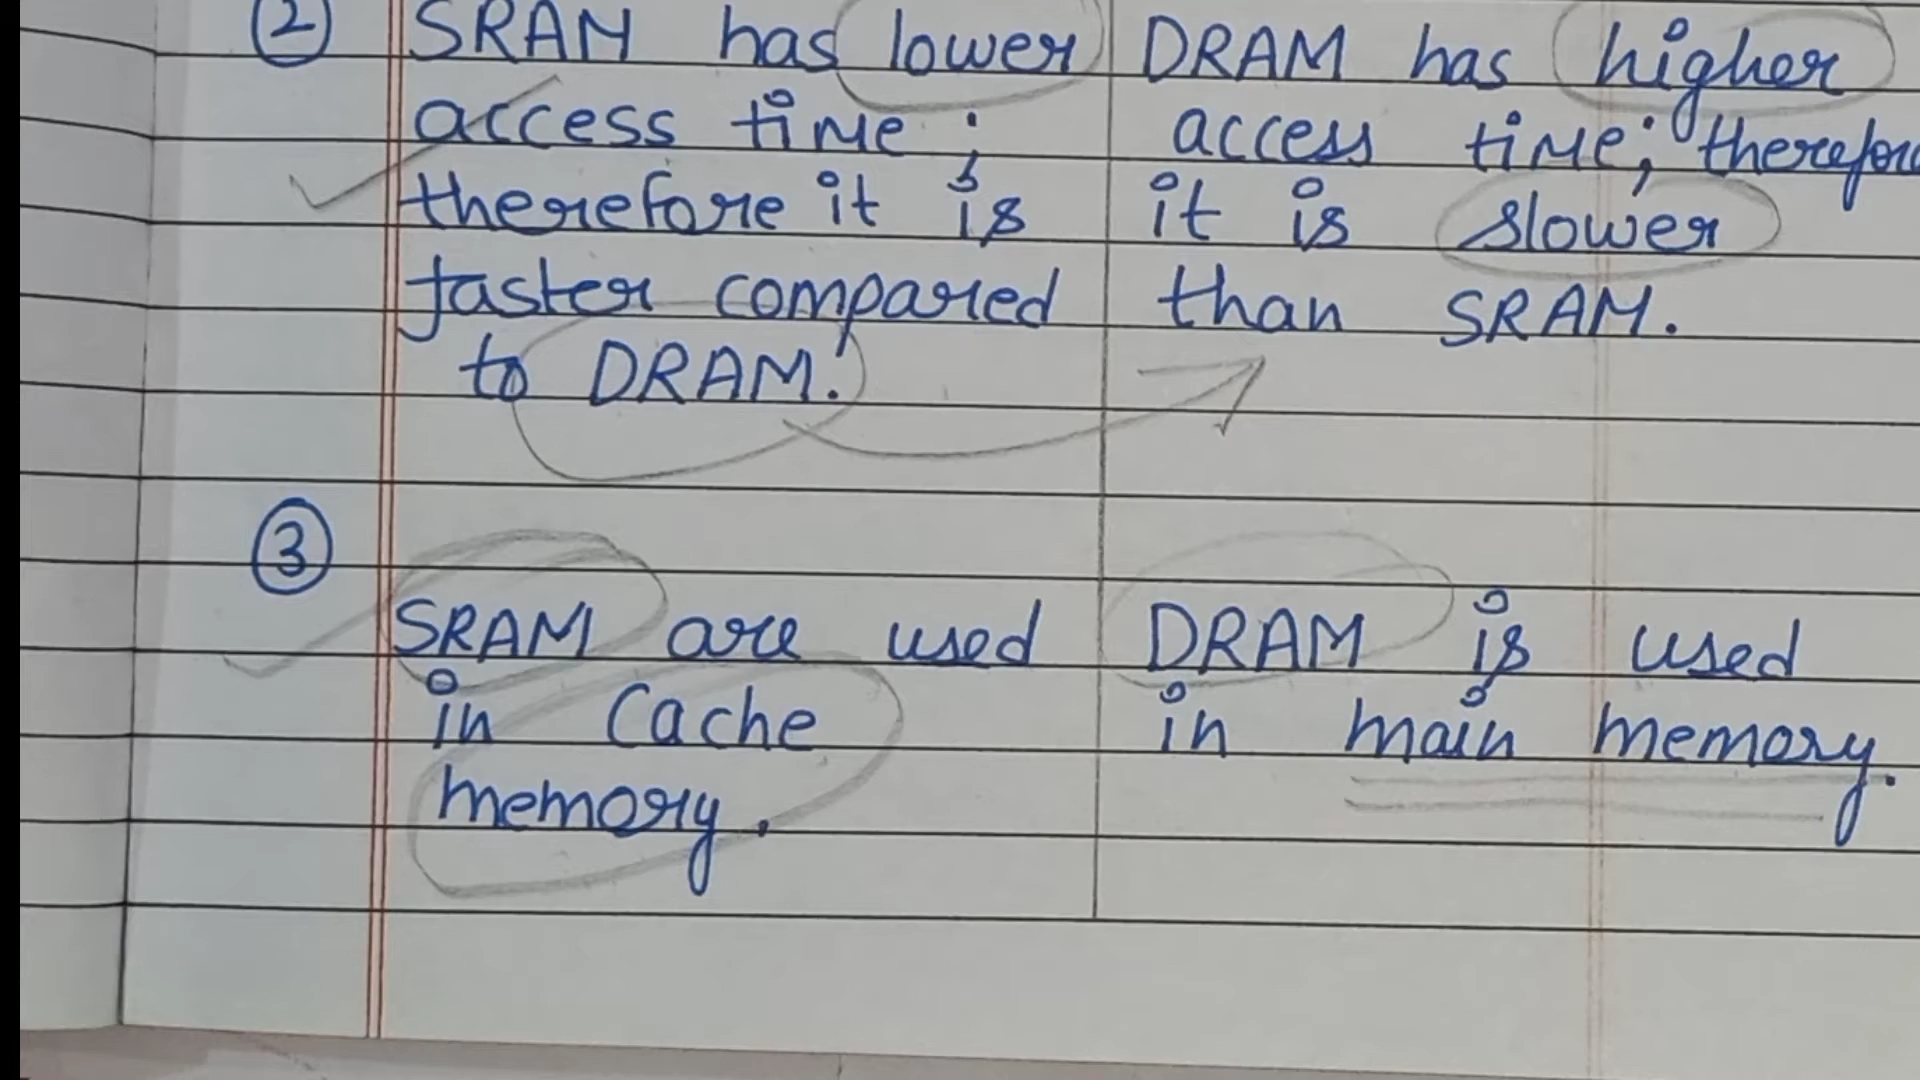 ② SRAM has lower
access time;
therefore it is
faster compared
to DRAM.
DRAM has higher
access time; therefore
it is slower
than SRAM.
③
SRAM are used
in Cache
memory.
DRAM is used
in main memory.